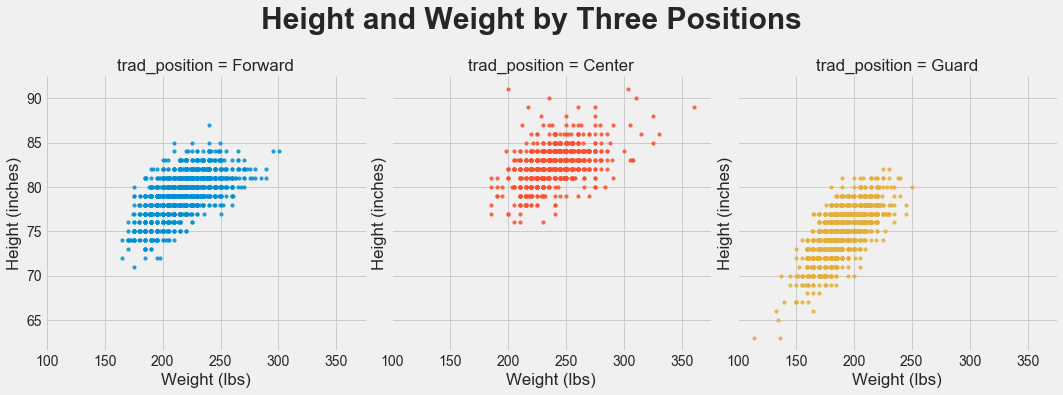 Height and Weight by Three Positions
trad_position = Forward
trad_position = Center
trad_position = Guard
Height (inches)
90
85
80
75
70
65
100 150 200 250 300 350
Weight (lbs)
Height (inches)
100 150 200 250 300 350
Weight (lbs)
Height (inches)
100 150 200 250 300 350
Weight (lbs)